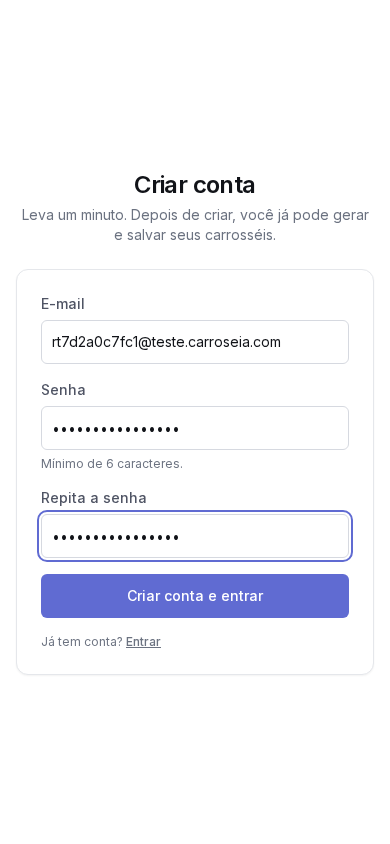 Criar conta
Leva um minuto. Depois de criar, você já pode gerar
e salvar seus carrosséis.
E-mail
rt7d2a0c7fc1@teste.carroseia.com
Senha
••••••••••••••••
Mínimo de 6 caracteres.
Repita a senha
••••••••••••••••
Criar conta e entrar
Já tem conta? Entrar